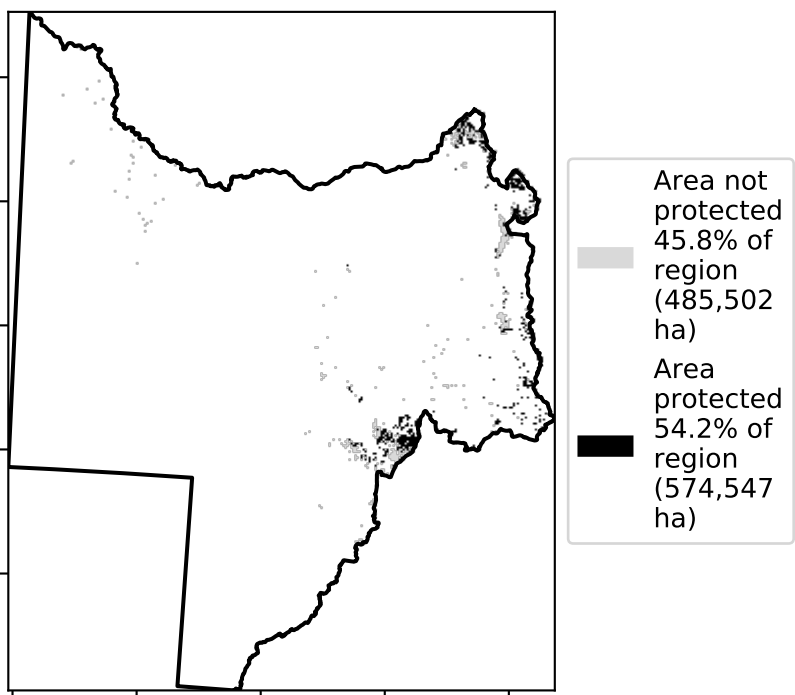 Area not
protected
45.8% of
region
(485,502
ha)
Area
protected
54.2% of
region
(574,547
ha)